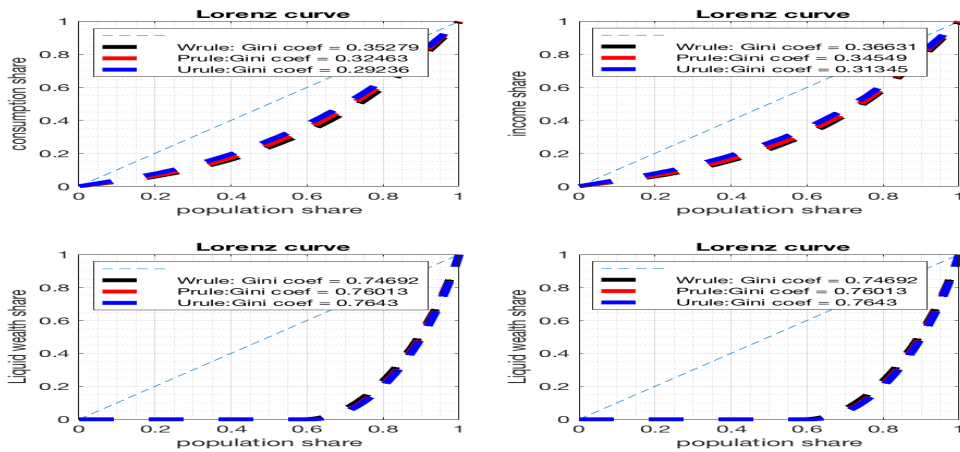 Lorenz curve
1
0.8
0.6
0.4
0.2
0
consumption share
Wrule: Gini coef = 0.35279
Prule:Gini coef = 0.32463
Urule:Gini coef = 0.29236
0 0.2 0.4 0.6 0.8 1
population share
Lorenz curve
1
0.8
0.6
0.4
0.2
0
income share
Wrule: Gini coef = 0.36631
Prule:Gini coef = 0.34549
Urule:Gini coef = 0.31345
0 0.2 0.4 0.6 0.8 1
population share
Lorenz curve
1
0.8
0.6
0.4
0.2
0
Liquid wealth share
Wrule: Gini coef = 0.74692
Prule:Gini coef = 0.76013
Urule:Gini coef = 0.7643
0 0.2 0.4 0.6 0.8 1
population share
Lorenz curve
1
0.8
0.6
0.4
0.2
0
Liquid wealth share
Wrule: Gini coef = 0.74692
Prule:Gini coef = 0.76013
Urule:Gini coef = 0.7643
0 0.2 0.4 0.6 0.8 1
population share